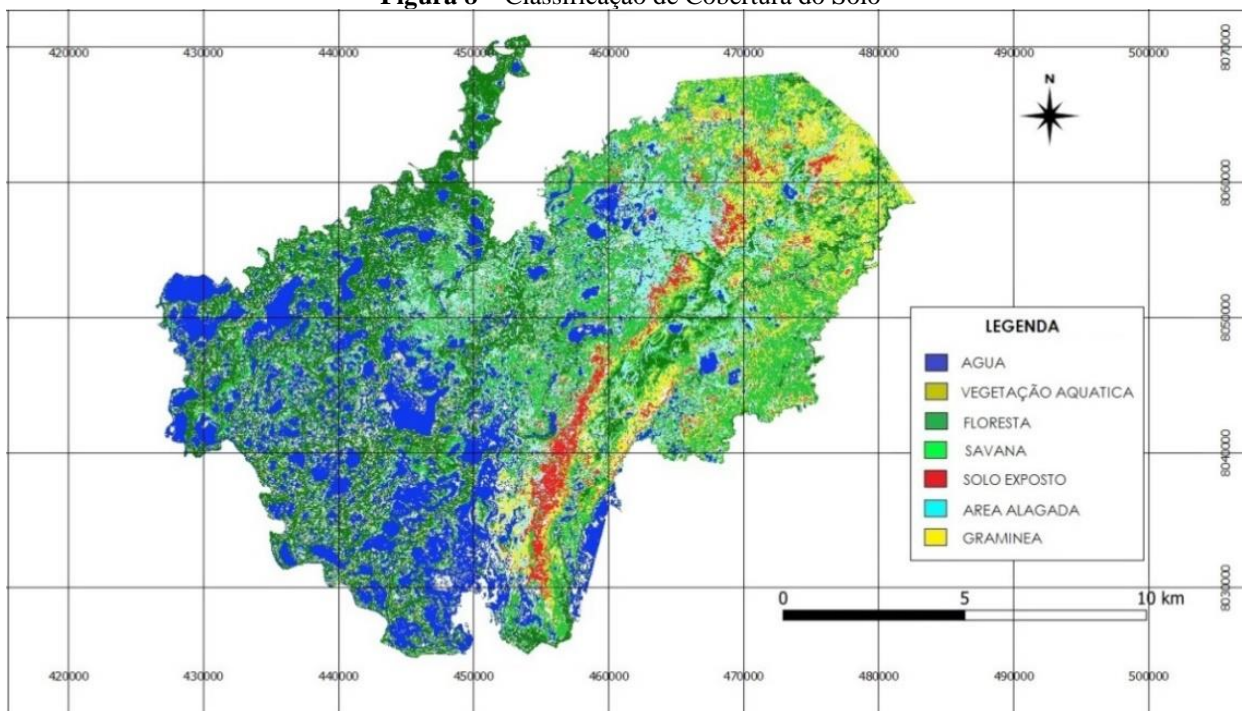 Figura 8 – Classificação de Cobertura do Solo
420000 430000 440000 450000 460000 470000 480000 490000 500000
8070000
N
8060000
8050000
LEGENDA
AGUA
VEGETAÇÃO AQUATICA
FLORESTA
SAVANA
SOLO EXPOSTO
AREA ALAGADA
GRAMINEA
8040000
8030000
0 5 10 km
420000 430000 440000 450000 460000 470000 480000 490000 500000